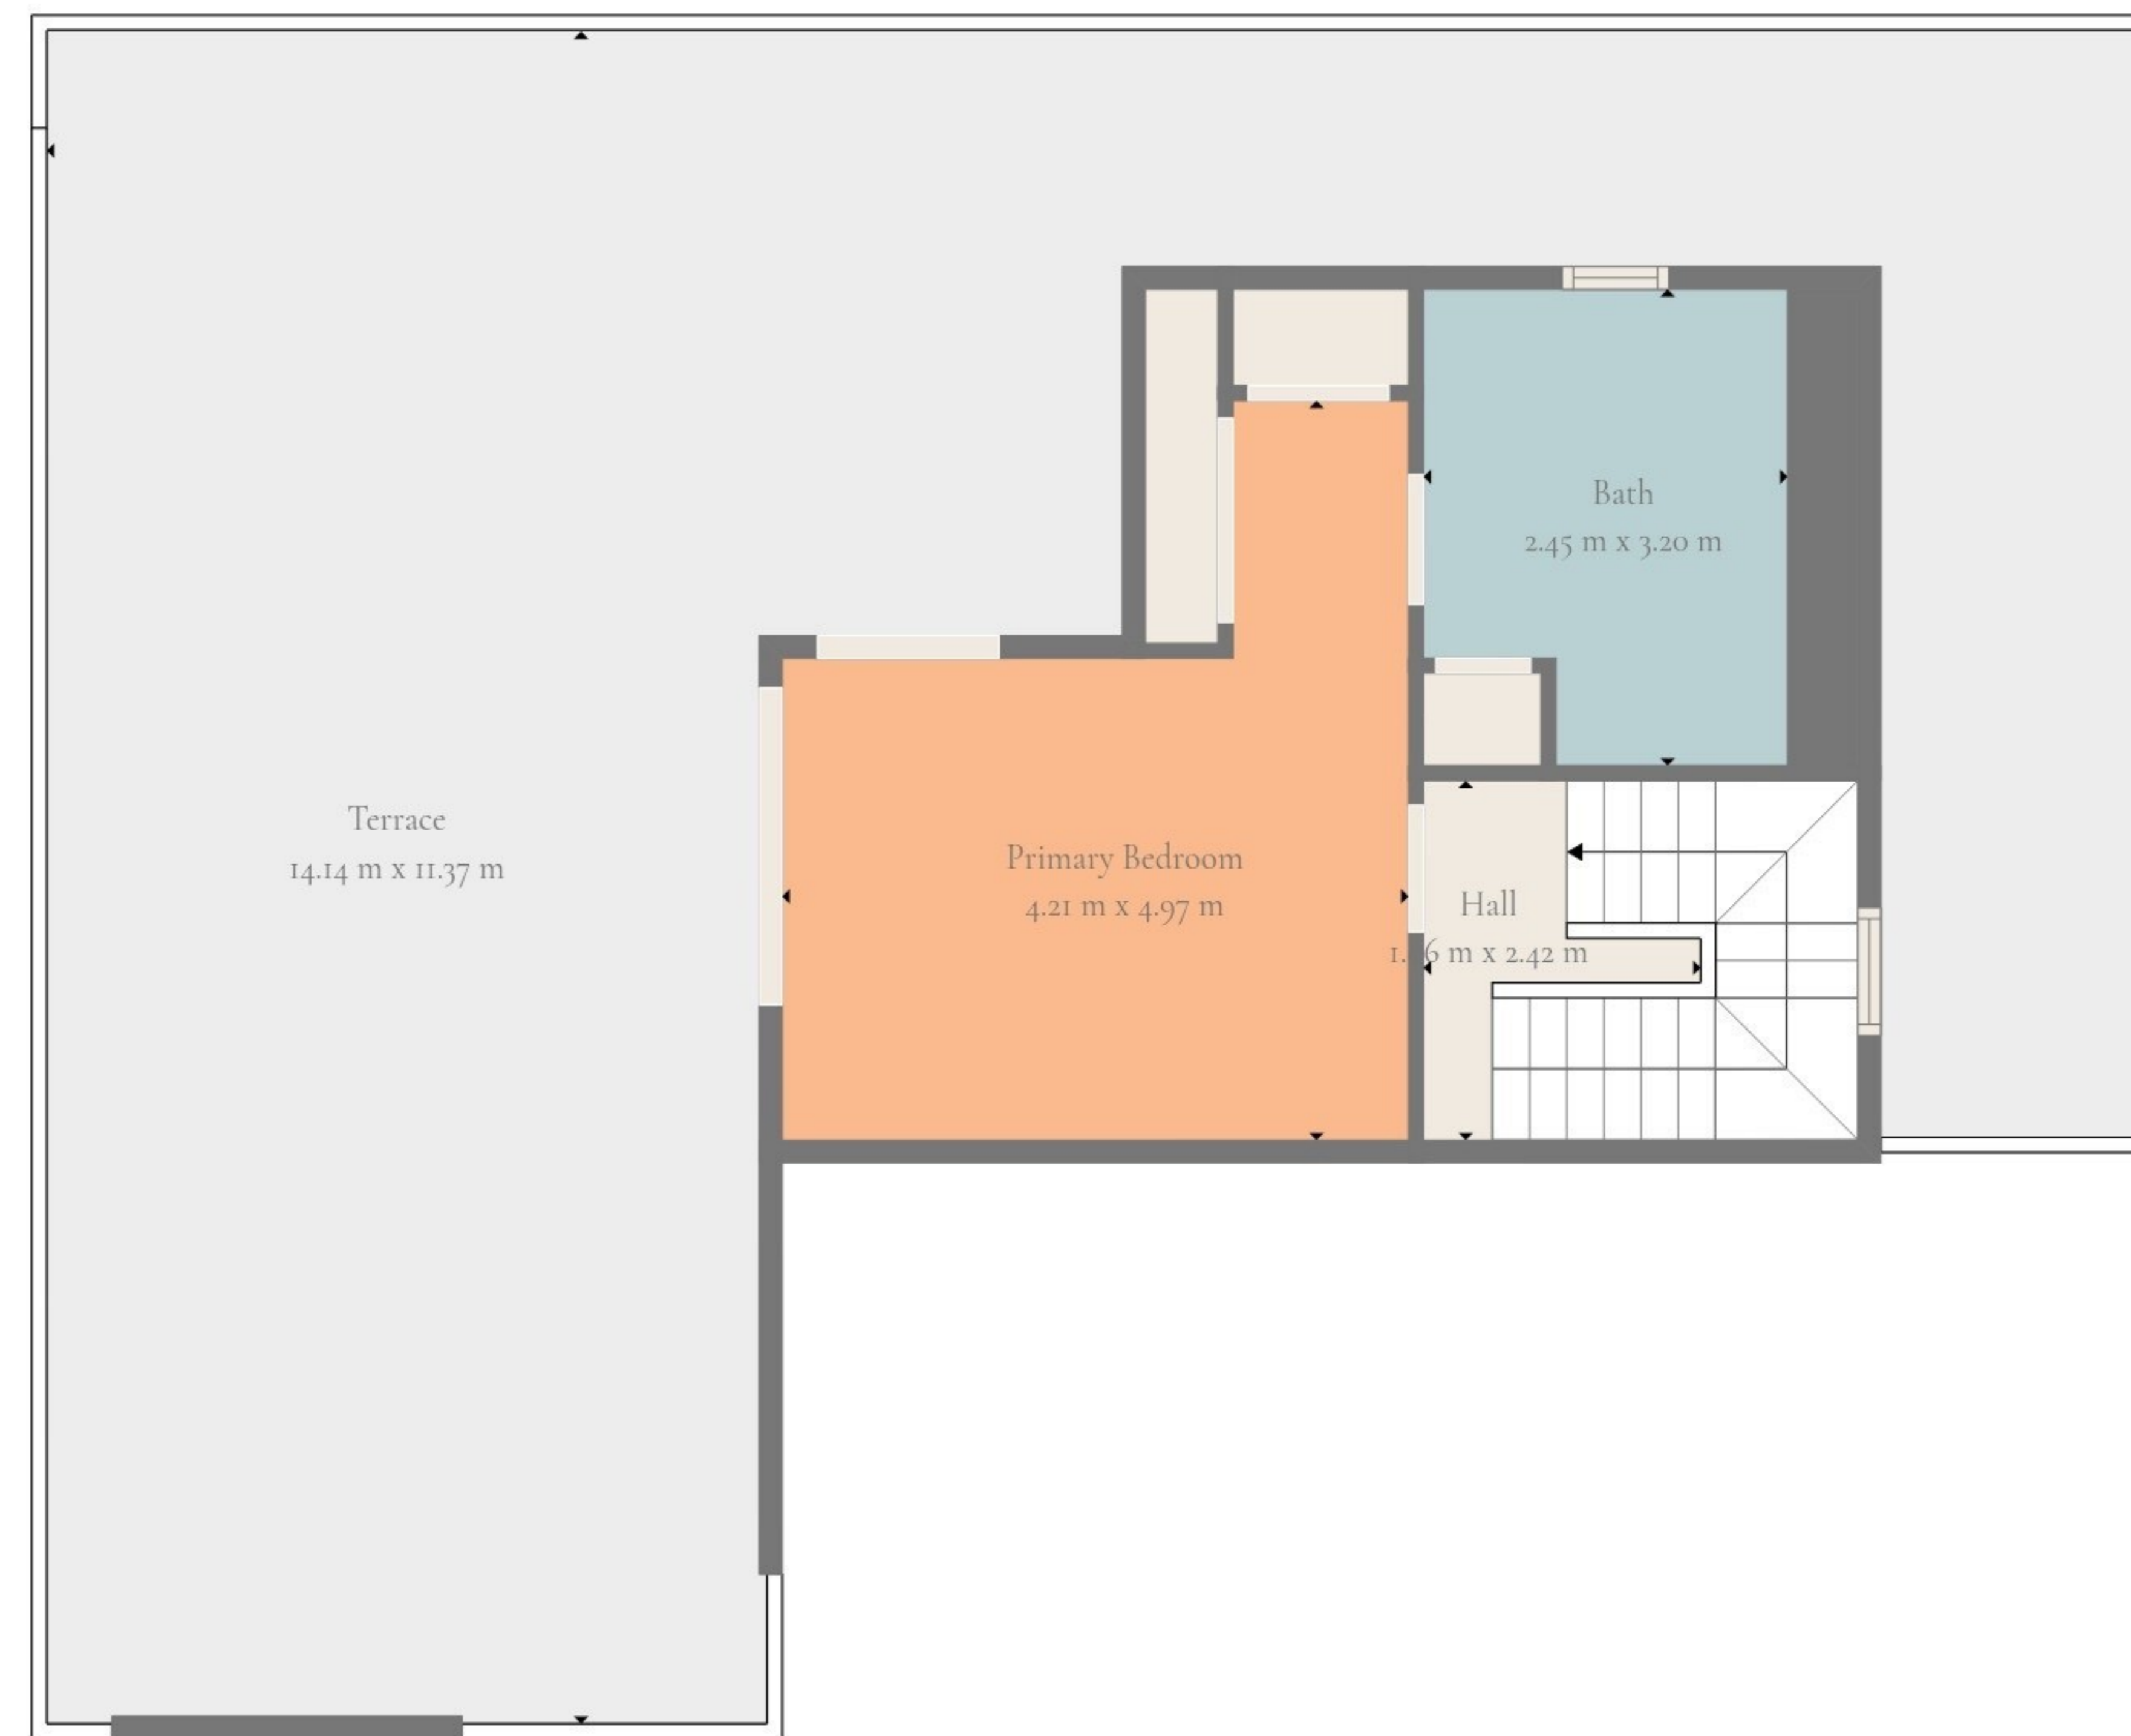 Bath
2.45 m x 3.20 m
Terrace
14.14 m x 11.37 m
Primary Bedroom
4.21 m x 4.97 m
Hall
m x 2.42 m